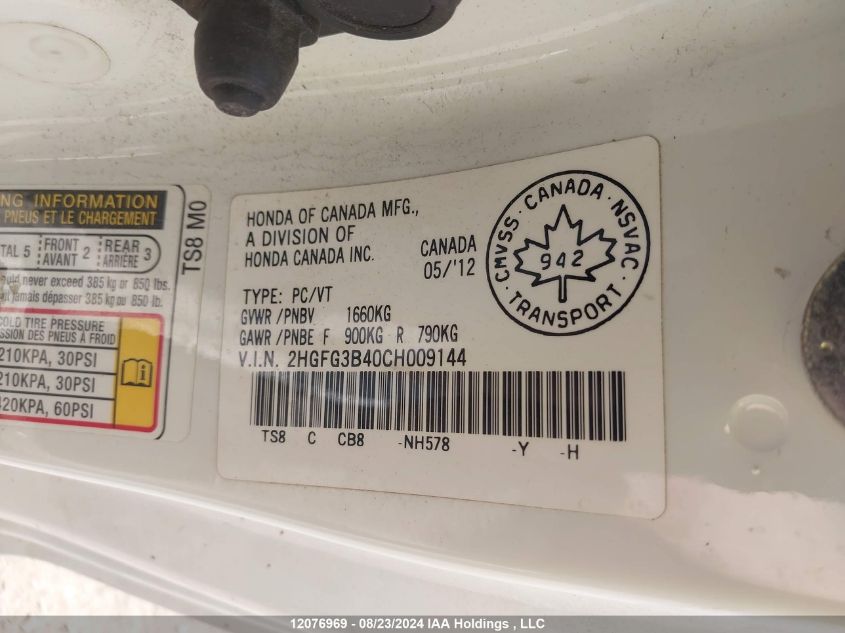 NG INFORMATION
PNEUS ET LE CHARGEMENT
TAL 5 FRONT AVANT 2 REAR ARRIÈRE 3
ould never exceed 385 kg or 850 lbs.
nt jamais dépasser 385 kg ou 850 lb.
COLD TIRE PRESSURE
SSION DES PNEUS À FROID
210KPA, 30PSI
210KPA, 30PSI
420KPA, 60PSI
TS8 M0
HONDA OF CANADA MFG.,
A DIVISION OF
HONDA CANADA INC.
CANADA
05/'12
TYPE: PC/VT
GVWR /PNBV 1660KG
GAWR /PNBE F 900KG R 790KG
V.I.N. 2HGFG3B40CH009144
TS8 C CB8 -NH578 -Y -H
CMVSS · CANADA · NSVAC
942
· TRANSPORT ·
12076969 - 08/23/2024 IAA Holdings , LLC